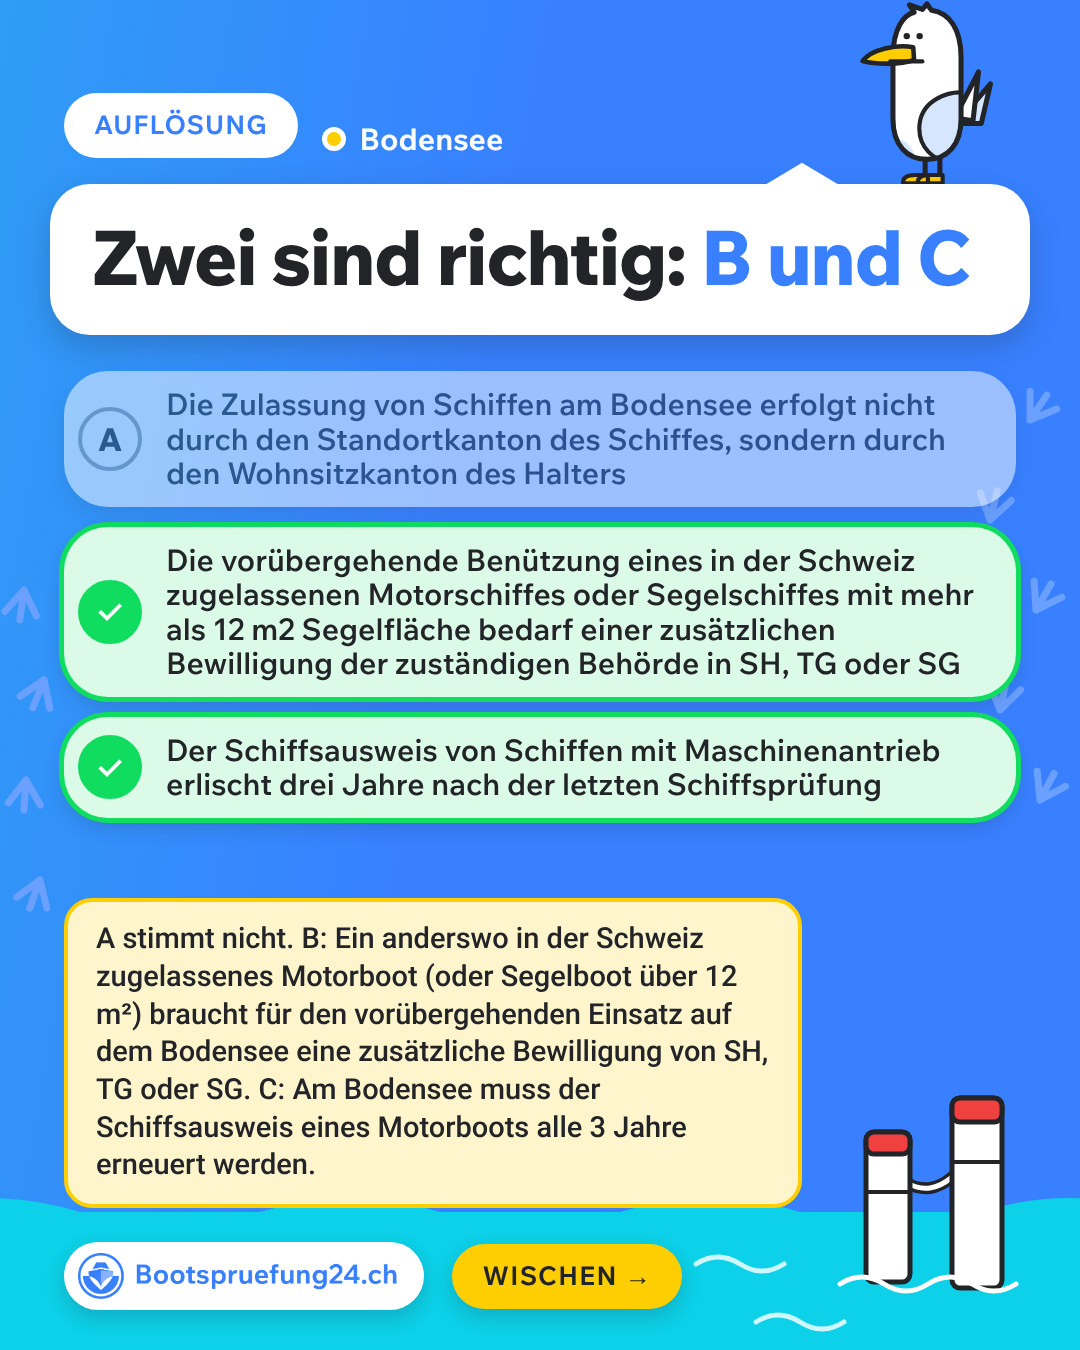 AUFLÖSUNG
Bodensee
Zwei sind richtig: B und C
A
Die Zulassung von Schiffen am Bodensee erfolgt nicht
durch den Standortkanton des Schiffes, sondern durch
den Wohnsitzkanton des Halters
Die vorübergehende Benützung eines in der Schweiz
zugelassenen Motorschiffes oder Segelschiffes mit mehr
als 12 m2 Segelfläche bedarf einer zusätzlichen
Bewilligung der zuständigen Behörde in SH, TG oder SG
Der Schiffsausweis von Schiffen mit Maschinenantrieb
erlischt drei Jahre nach der letzten Schiffsprüfung
A stimmt nicht. B: Ein anderswo in der Schweiz
zugelassenes Motorboot (oder Segelboot über 12
m²) braucht für den vorübergehenden Einsatz auf
dem Bodensee eine zusätzliche Bewilligung von SH,
TG oder SG. C: Am Bodensee muss der
Schiffsausweis eines Motorboots alle 3 Jahre
erneuert werden.
Bootspruefung24.ch
WISCHEN →